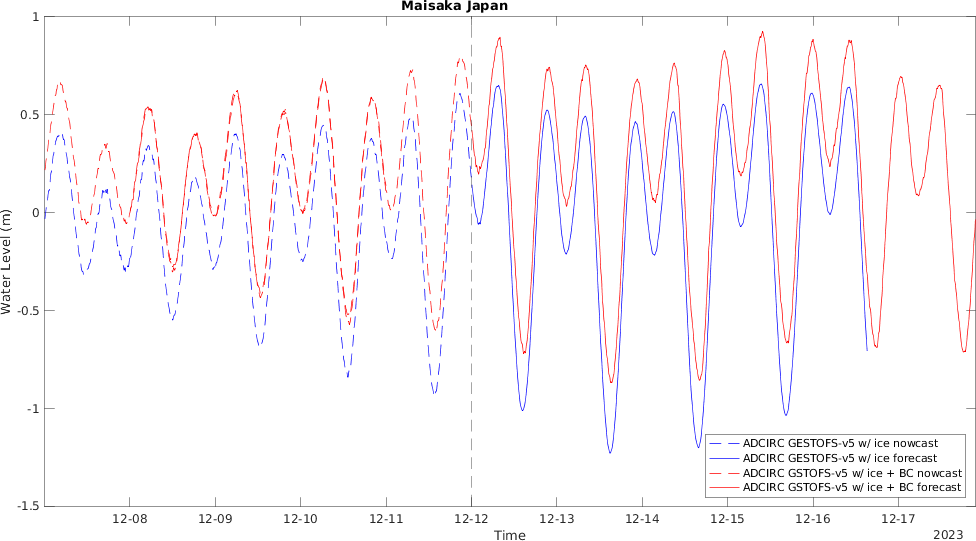 Maisaka Japan
Water Level (m)
1
0.5
0
-0.5
-1
-1.5
12-08 12-09 12-10 12-11 12-12 12-13 12-14 12-15 12-16 12-17
Time
2023
ADCIRC GESTOFS-v5 w/ ice nowcast
ADCIRC GESTOFS-v5 w/ ice forecast
ADCIRC GSTOFS-v5 w/ ice + BC nowcast
ADCIRC GSTOFS-v5 w/ ice + BC forecast